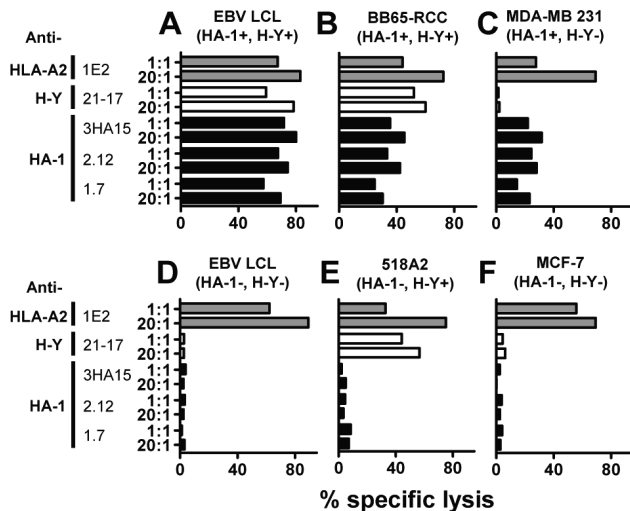 A EBV LCL B BB65-RCC C MDA-MB 231
Anti- (HA-1+, H-Y+) (HA-1+, H-Y+) (HA-1+, H-Y-)
HLA-A2 1E2 1:1
20:1
H-Y 21-17 1:1
20:1
HA-1 3HA15 1:1
20:1
2.12 1:1
20:1
1.7 1:1
20:1
0 40 80 0 40 80 0 40 80
D EBV LCL E 518A2 F MCF-7
Anti- (HA-1-, H-Y-) (HA-1-, H-Y+) (HA-1-, H-Y-)
HLA-A2 1E2 1:1
20:1
H-Y 21-17 1:1
20:1
HA-1 3HA15 1:1
20:1
2.12 1:1
20:1
1.7 1:1
20:1
0 40 80 0 40 80 0 40 80
% specific lysis